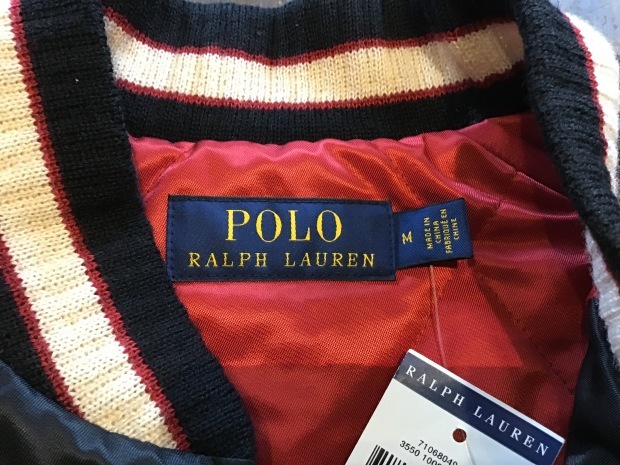 POLO
RALPH LAUREN
M
MADE IN
CHINA
FABRIQUÉ EN
CHINE
RALPH LAUREN